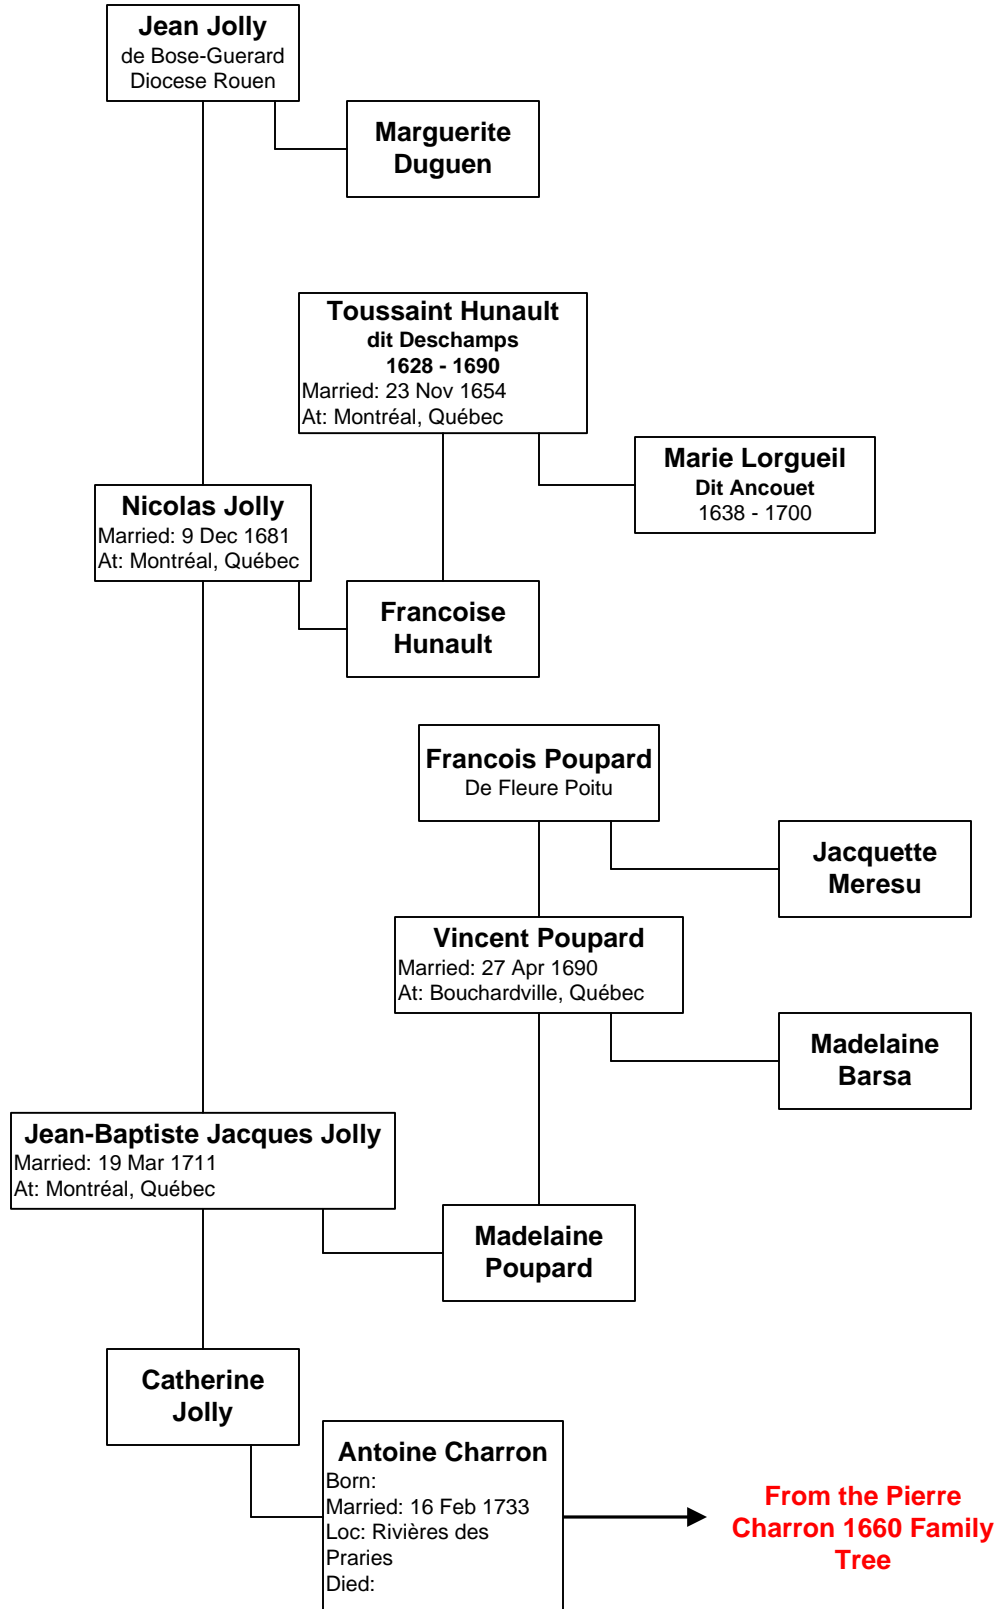 Jean Jolly
de Bose-Guerard
Diocese Rouen
Marguerite
Duguen
Toussaint Hunault
dit Deschamps
1628 - 1690
Married: 23 Nov 1654
At: Montréal, Québec
Marie Lorgueil
Dit Ancouet
1638 - 1700
Nicolas Jolly
Married: 9 Dec 1681
At: Montréal, Québec
Francoise
Hunault
Francois Poupard
De Fleure Poitu
Jacquette
Meresu
Vincent Poupard
Married: 27 Apr 1690
At: Bouchardville, Québec
Madelaine
Barsa
Jean-Baptiste Jacques Jolly
Married: 19 Mar 1711
At: Montréal, Québec
Madelaine
Poupard
Catherine
Jolly
Antoine Charron
Born:
Married: 16 Feb 1733
Loc: Rivières des
Praries
Died:
From the Pierre
Charron 1660 Family
Tree